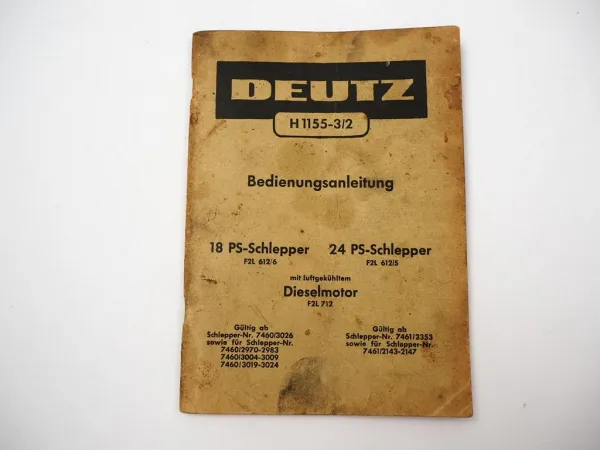 DEUTZ
H 1155-3/2
Bedienungsanleitung
18 PS-Schlepper 24 PS-Schlepper
F2L 612/6 F2L 612/5
mit luftgekühltem
Dieselmotor
F2L 712
Gültig ab
Schlepper-Nr. 7460/3026
sowie für Schlepper-Nr.
7460/2970-2983
7460/3004-3009
7460/3019-3024
Gültig ab
Schlepper-Nr. 7461/2353
sowie für Schlepper-Nr.
7461/2143-2147